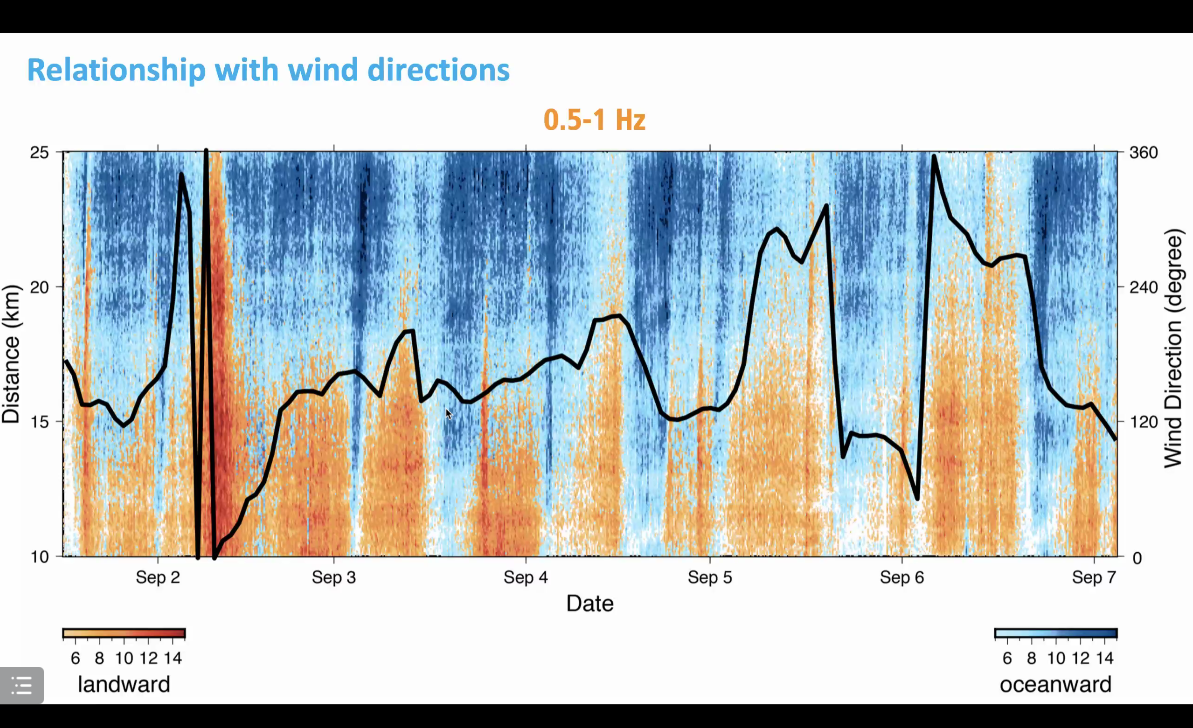 Relationship with wind directions
0.5-1 Hz
25
20
15
10
Distance (km)
360
240
120
0
Wind Direction (degree)
Sep 2 Sep 3 Sep 4 Sep 5 Sep 6 Sep 7
Date
6 8 10 12 14
landward
6 8 10 12 14
oceanward